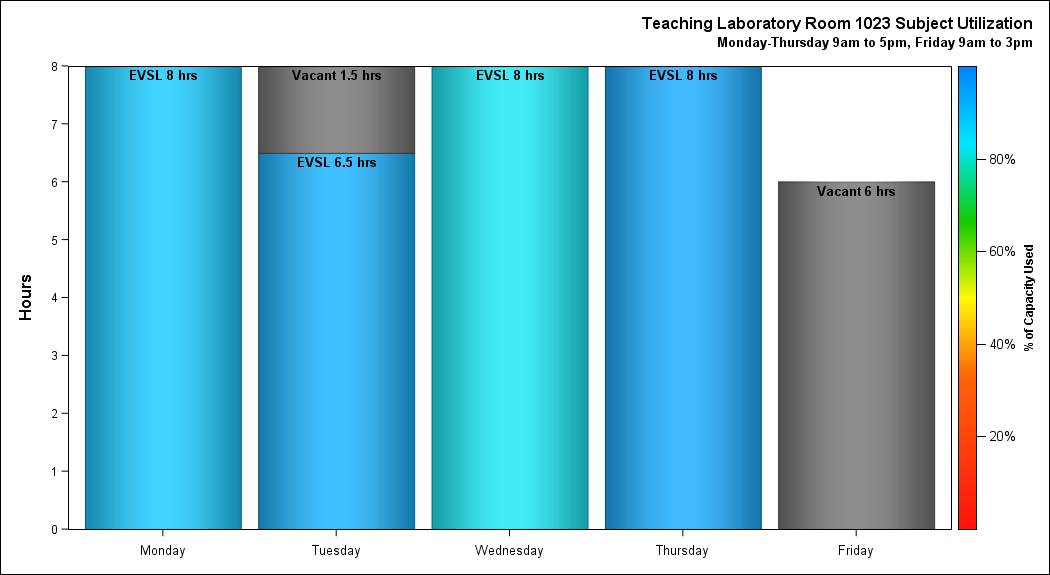 Teaching Laboratory Room 1023 Subject Utilization
Monday-Thursday 9am to 5pm, Friday 9am to 3pm
Hours
8
7
6
5
4
3
2
1
0
EVSL 8 hrs
Vacant 1.5 hrs
EVSL 6.5 hrs
EVSL 8 hrs
EVSL 8 hrs
Vacant 6 hrs
Monday
Tuesday
Wednesday
Thursday
Friday
80%
60%
40%
20%
% of Capacity Used